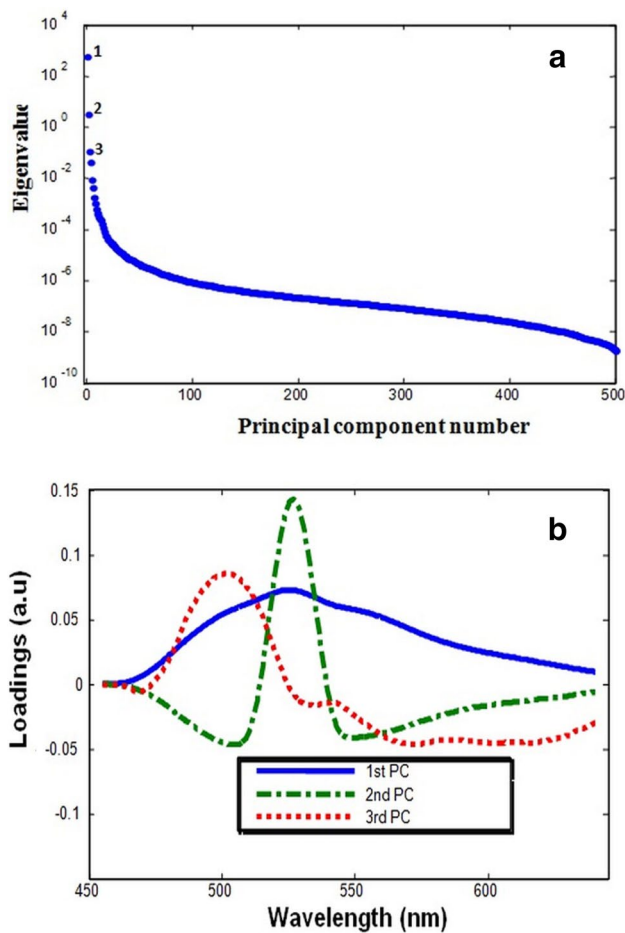 a
10^4
10^2
10^0
10^-2
10^-4
10^-6
10^-8
10^-10
Eigenvalue
1
2
3
0 100 200 300 400 500
Principal component number
b
0.15
0.1
0.05
0
-0.05
-0.1
Loadings (a.u)
1st PC
2nd PC
3rd PC
450 500 550 600
Wavelength (nm)